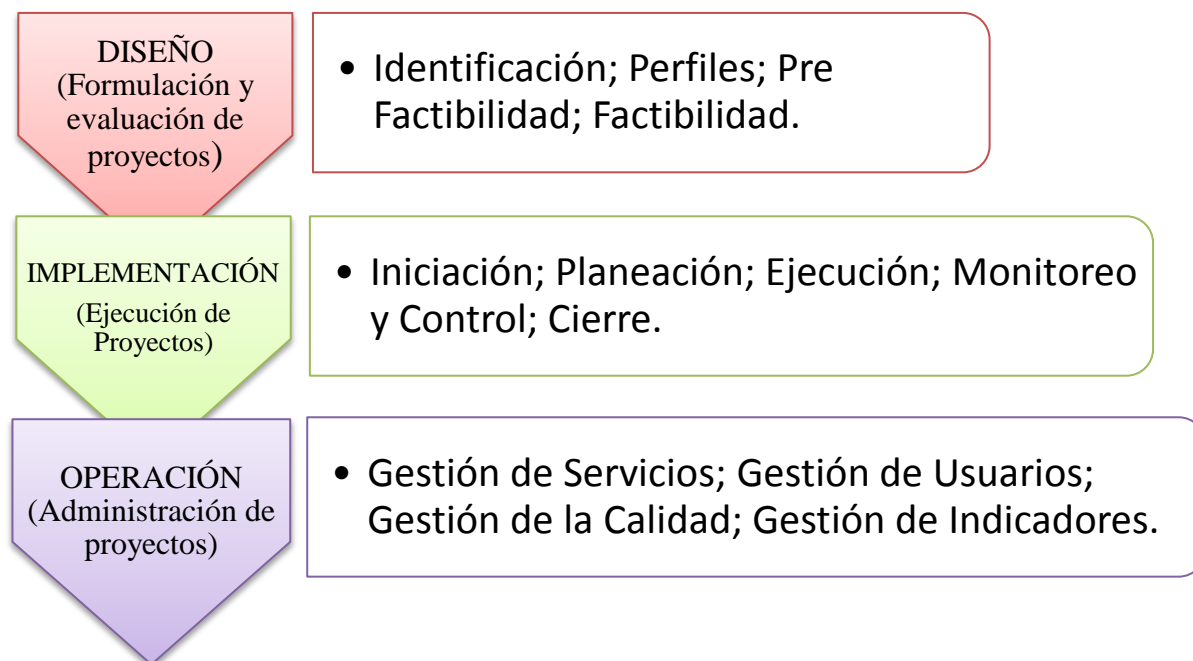 DISEÑO
(Formulación y
evaluación de
proyectos)
• Identificación; Perfiles; Pre
Factibilidad; Factibilidad.
IMPLEMENTACIÓN
(Ejecución de
Proyectos)
• Iniciación; Planeación; Ejecución; Monitoreo
y Control; Cierre.
OPERACIÓN
(Administración de
proyectos)
• Gestión de Servicios; Gestión de Usuarios;
Gestión de la Calidad; Gestión de Indicadores.